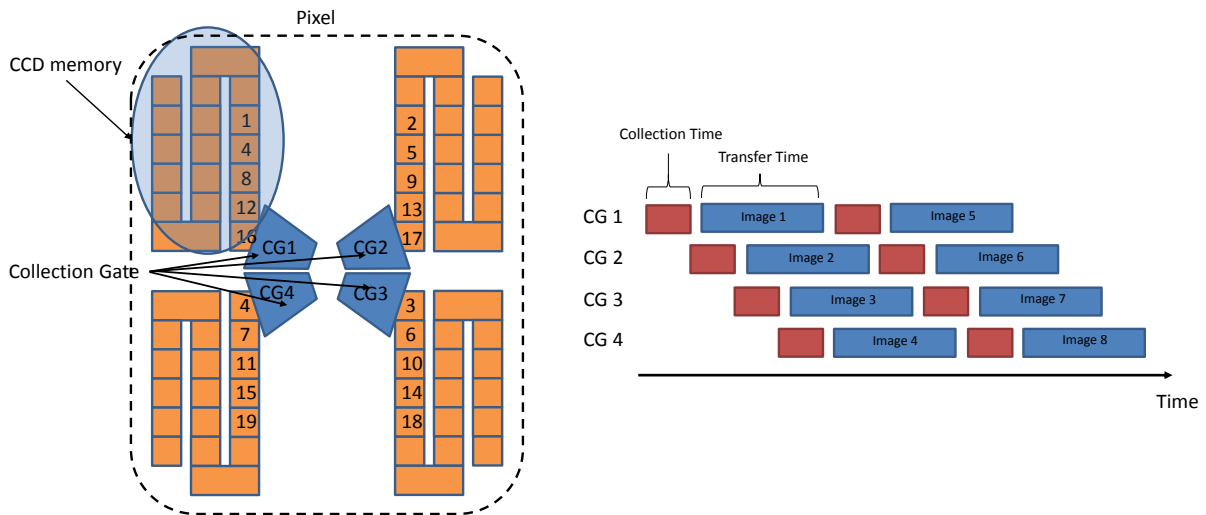 Pixel
CCD memory
1
4
8
12
16
2
5
9
13
17
CG1
CG2
Collection Gate
CG4
CG3
4
7
11
15
19
3
6
10
14
18
Collection Time
Transfer Time
CG 1
Image 1
Image 5
CG 2
Image 2
Image 6
CG 3
Image 3
Image 7
CG 4
Image 4
Image 8
Time